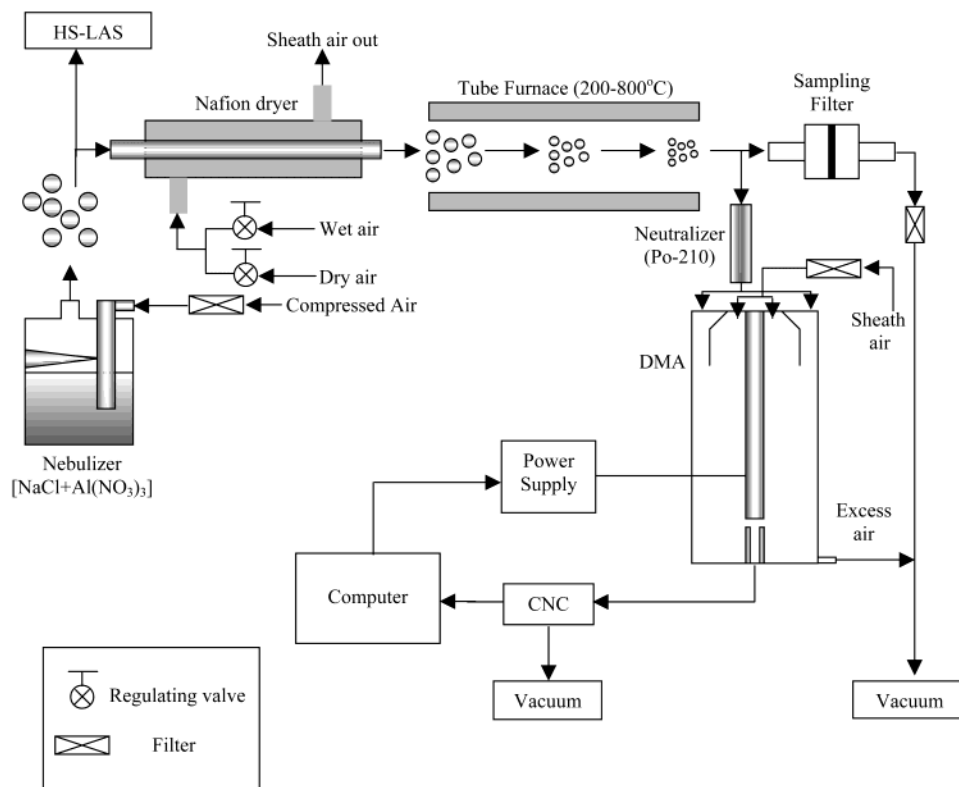 HS-LAS
Sheath air out
Nafion dryer
Tube Furnace (200-800°C)
Sampling
Filter
Wet air
Dry air
Compressed Air
Neutralizer
(Po-210)
Sheath
air
DMA
Nebulizer
[NaCl+Al(NO₃)₃]
Power
Supply
Excess
air
Computer
CNC
Vacuum
Vacuum
Regulating valve
Filter